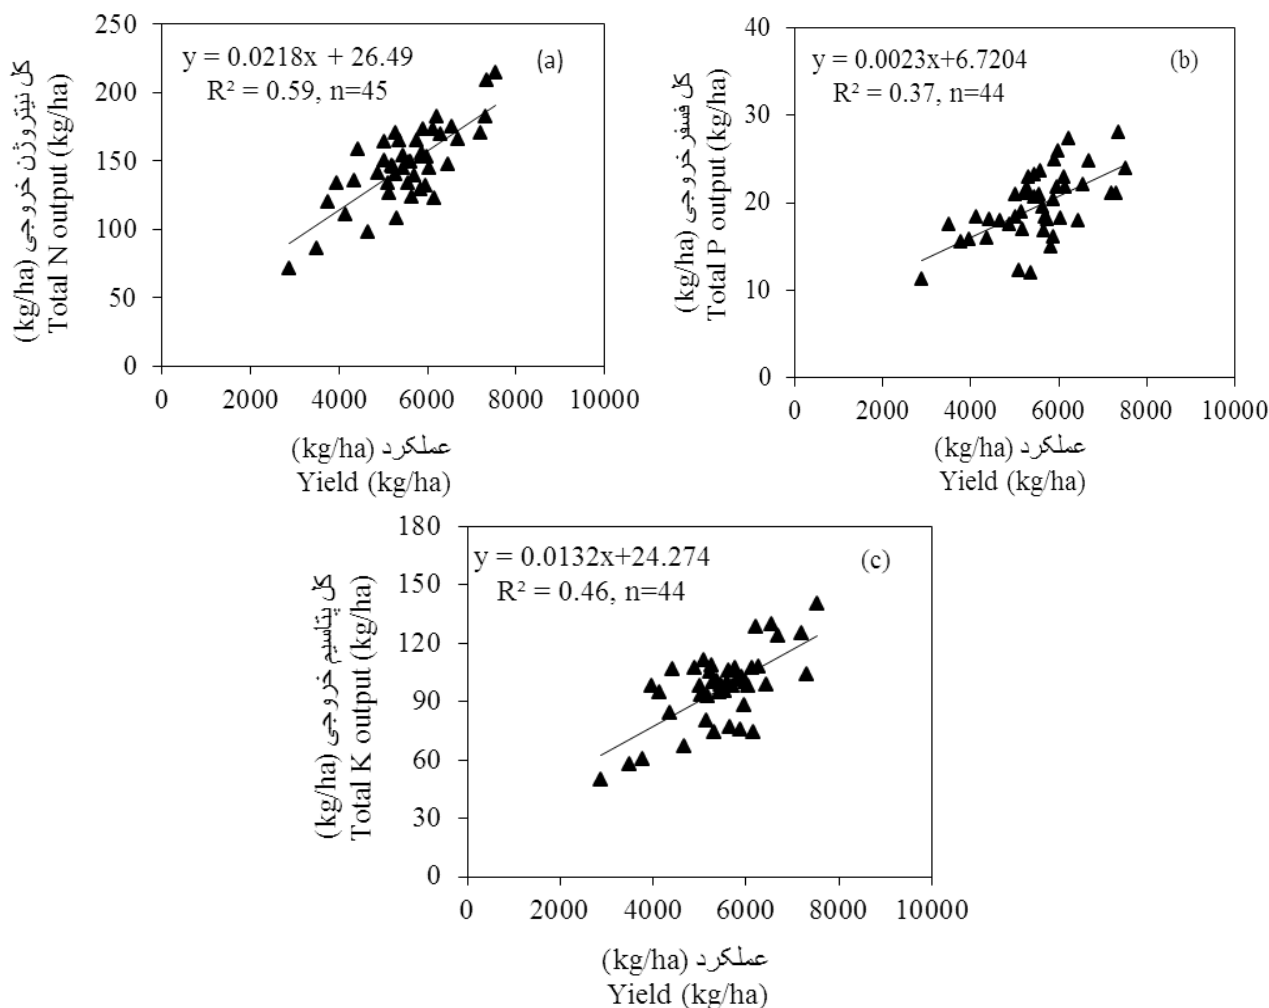 250
200
150
100
50
0
y = 0.0218x + 26.49
R² = 0.59, n=45
(a)
کل نیتروژن خروجی (kg/ha)
Total N output (kg/ha)
0 2000 4000 6000 8000 10000
عملکرد (kg/ha)
Yield (kg/ha)
40
30
20
10
0
y = 0.0023x+6.7204
R² = 0.37, n=44
(b)
کل فسفر خروجی (kg/ha)
Total P output (kg/ha)
0 2000 4000 6000 8000 10000
عملکرد (kg/ha)
Yield (kg/ha)
180
150
120
90
60
30
0
y = 0.0132x+24.274
R² = 0.46, n=44
(c)
کل پتاسیم خروجی (kg/ha)
Total K output (kg/ha)
0 2000 4000 6000 8000 10000
عملکرد (kg/ha)
Yield (kg/ha)